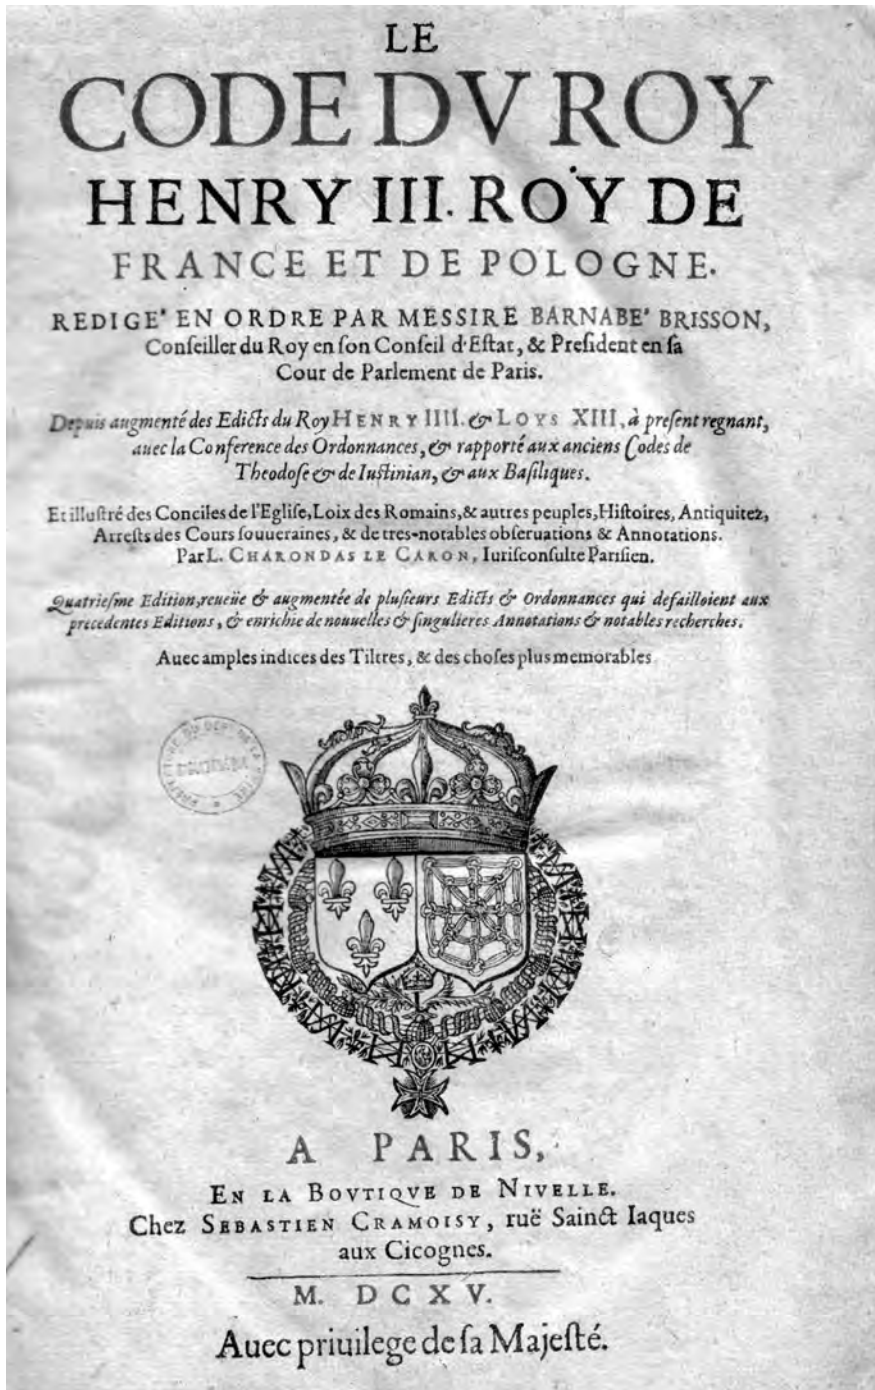 LE
CODE DV ROY
HENRY III. ROY DE
FRANCE ET DE POLOGNE.
REDIGE' EN ORDRE PAR MESSIRE BARNABE' BRISSON,
Conſeiller du Roy en ſon Conſeil d'Eſtat, & Preſident en ſa
Cour de Parlement de Paris.
Depuis augmenté des Edicts du Roy HENRY IIII. & LOYS XIII, à preſent regnant,
auec la Conference des Ordonnances, & rapporté aux anciens Codes de
Theodoſe & de Iuſtinian, & aux Baſiliques.
Et illuſtré des Conciles de l'Egliſe, Loix des Romains, & autres peuples, Hiſtoires, Antiquitez,
Arreſts des Cours ſouueraines, & de tres-notables obſeruations & Annotations.
Par L. CHARONDAS LE CARON, Iuriſconſulte Pariſien.
Quatrieſme Edition, reueüe & augmentée de pluſieurs Edicts & Ordonnances qui defailloient aux
precedentes Editions, & enrichie de nouuelles & ſingulieres Annotations & notables recherches.
Auec amples indices des Tiltres, & des choſes plus memorables
A PARIS,
EN LA BOVTIQVE DE NIVELLE.
Chez SEBASTIEN CRAMOISY, ruë Sainct Iaques
aux Cicognes.
M. DCXV.
Auec priuilege de ſa Majeſté.